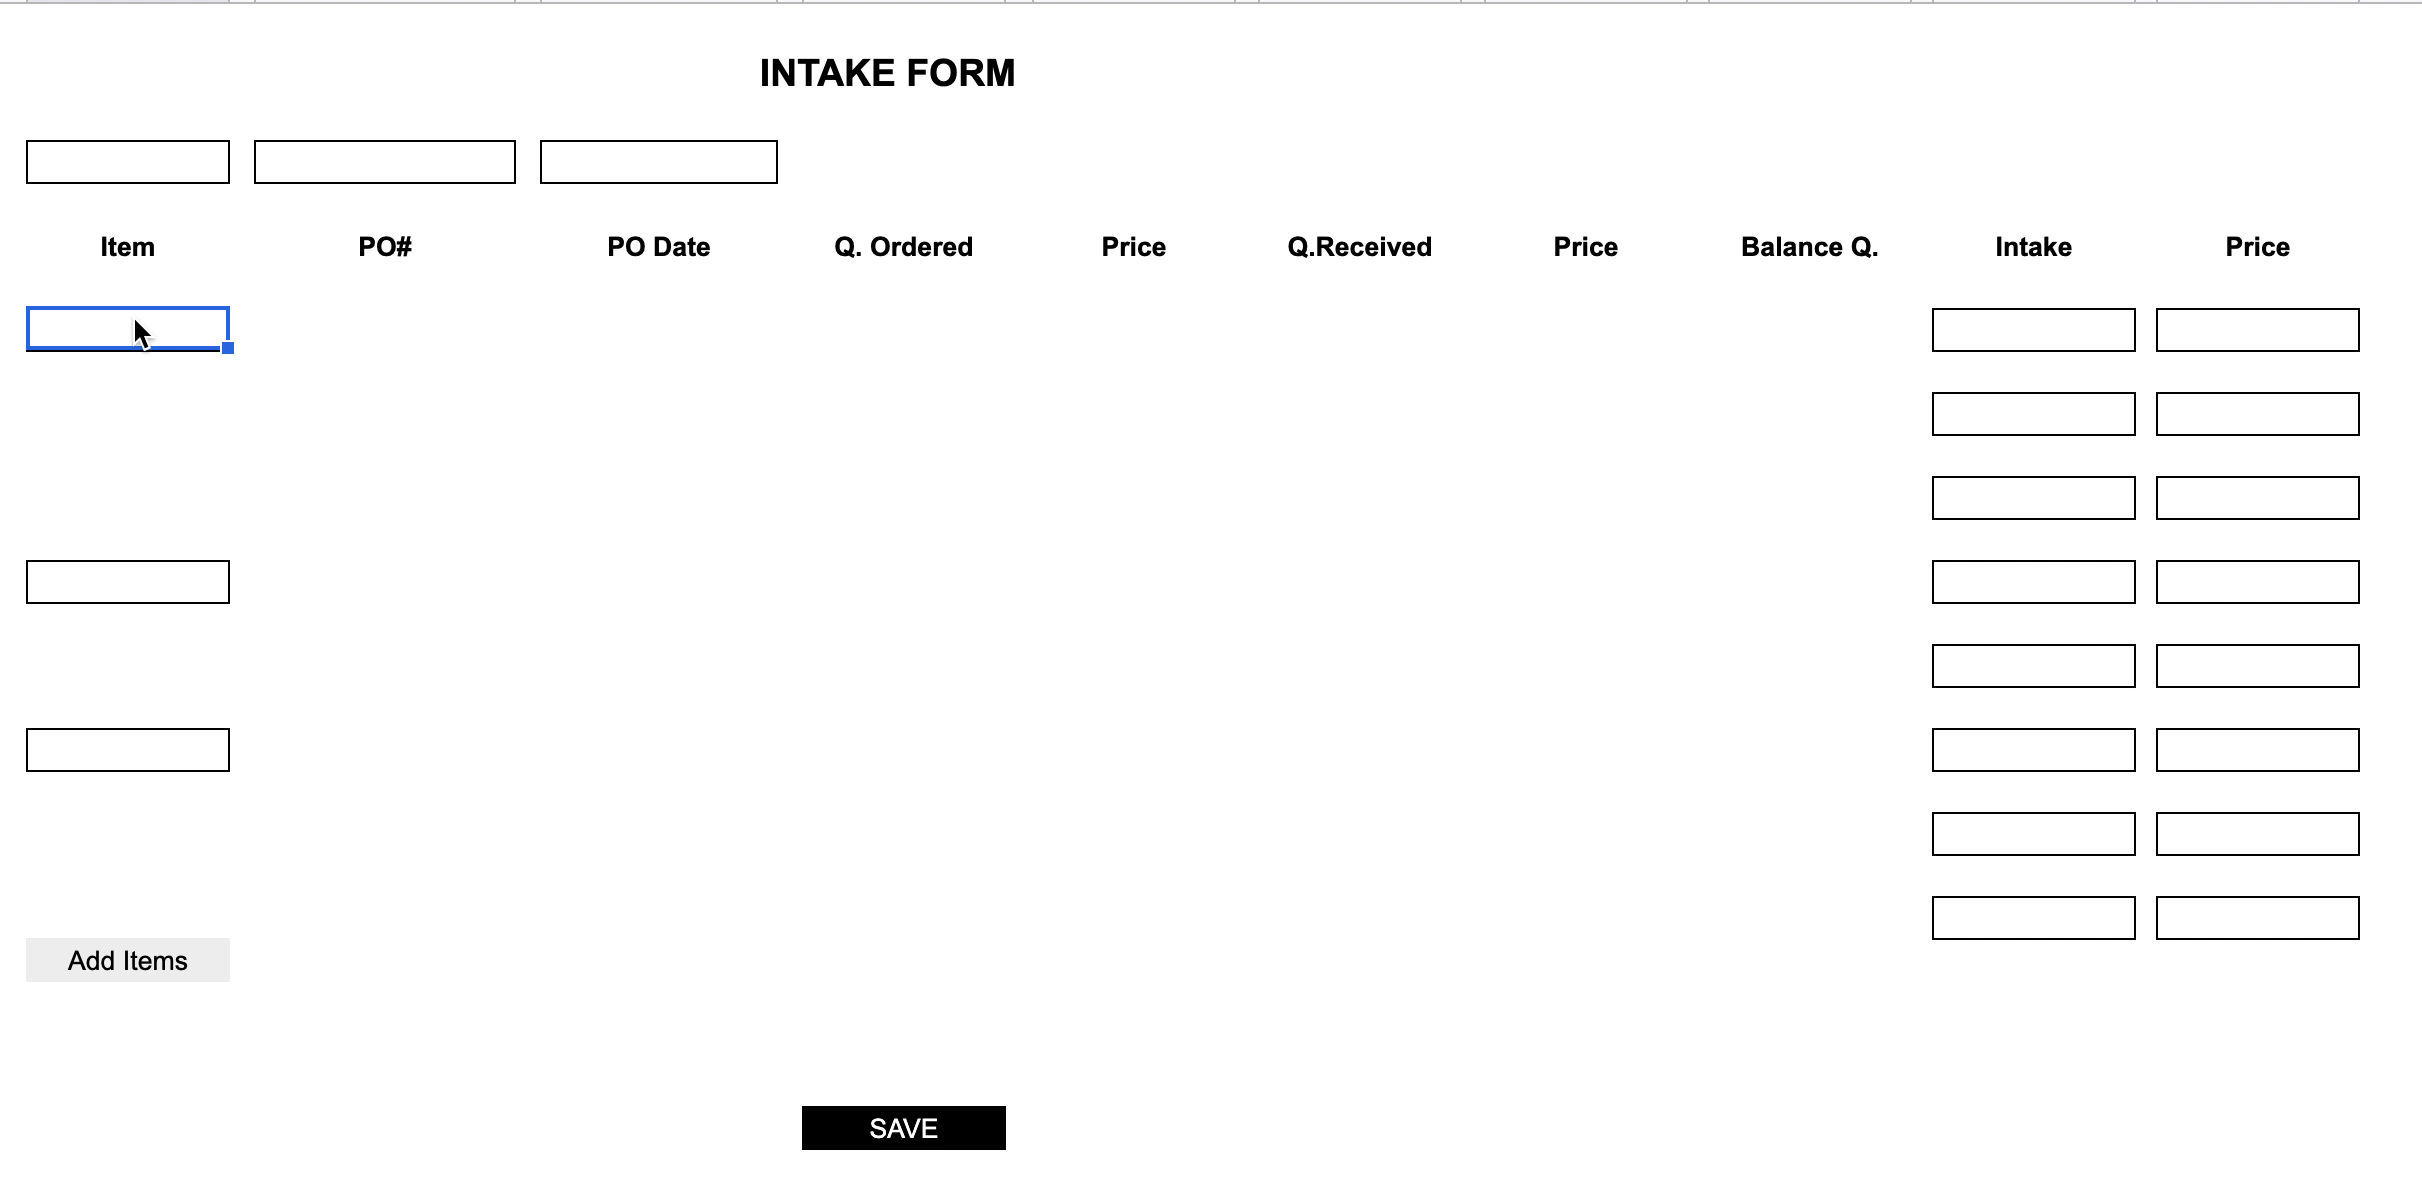 INTAKE FORM
Item PO# PO Date Q. Ordered Price Q.Received Price Balance Q. Intake Price
Add Items
SAVE